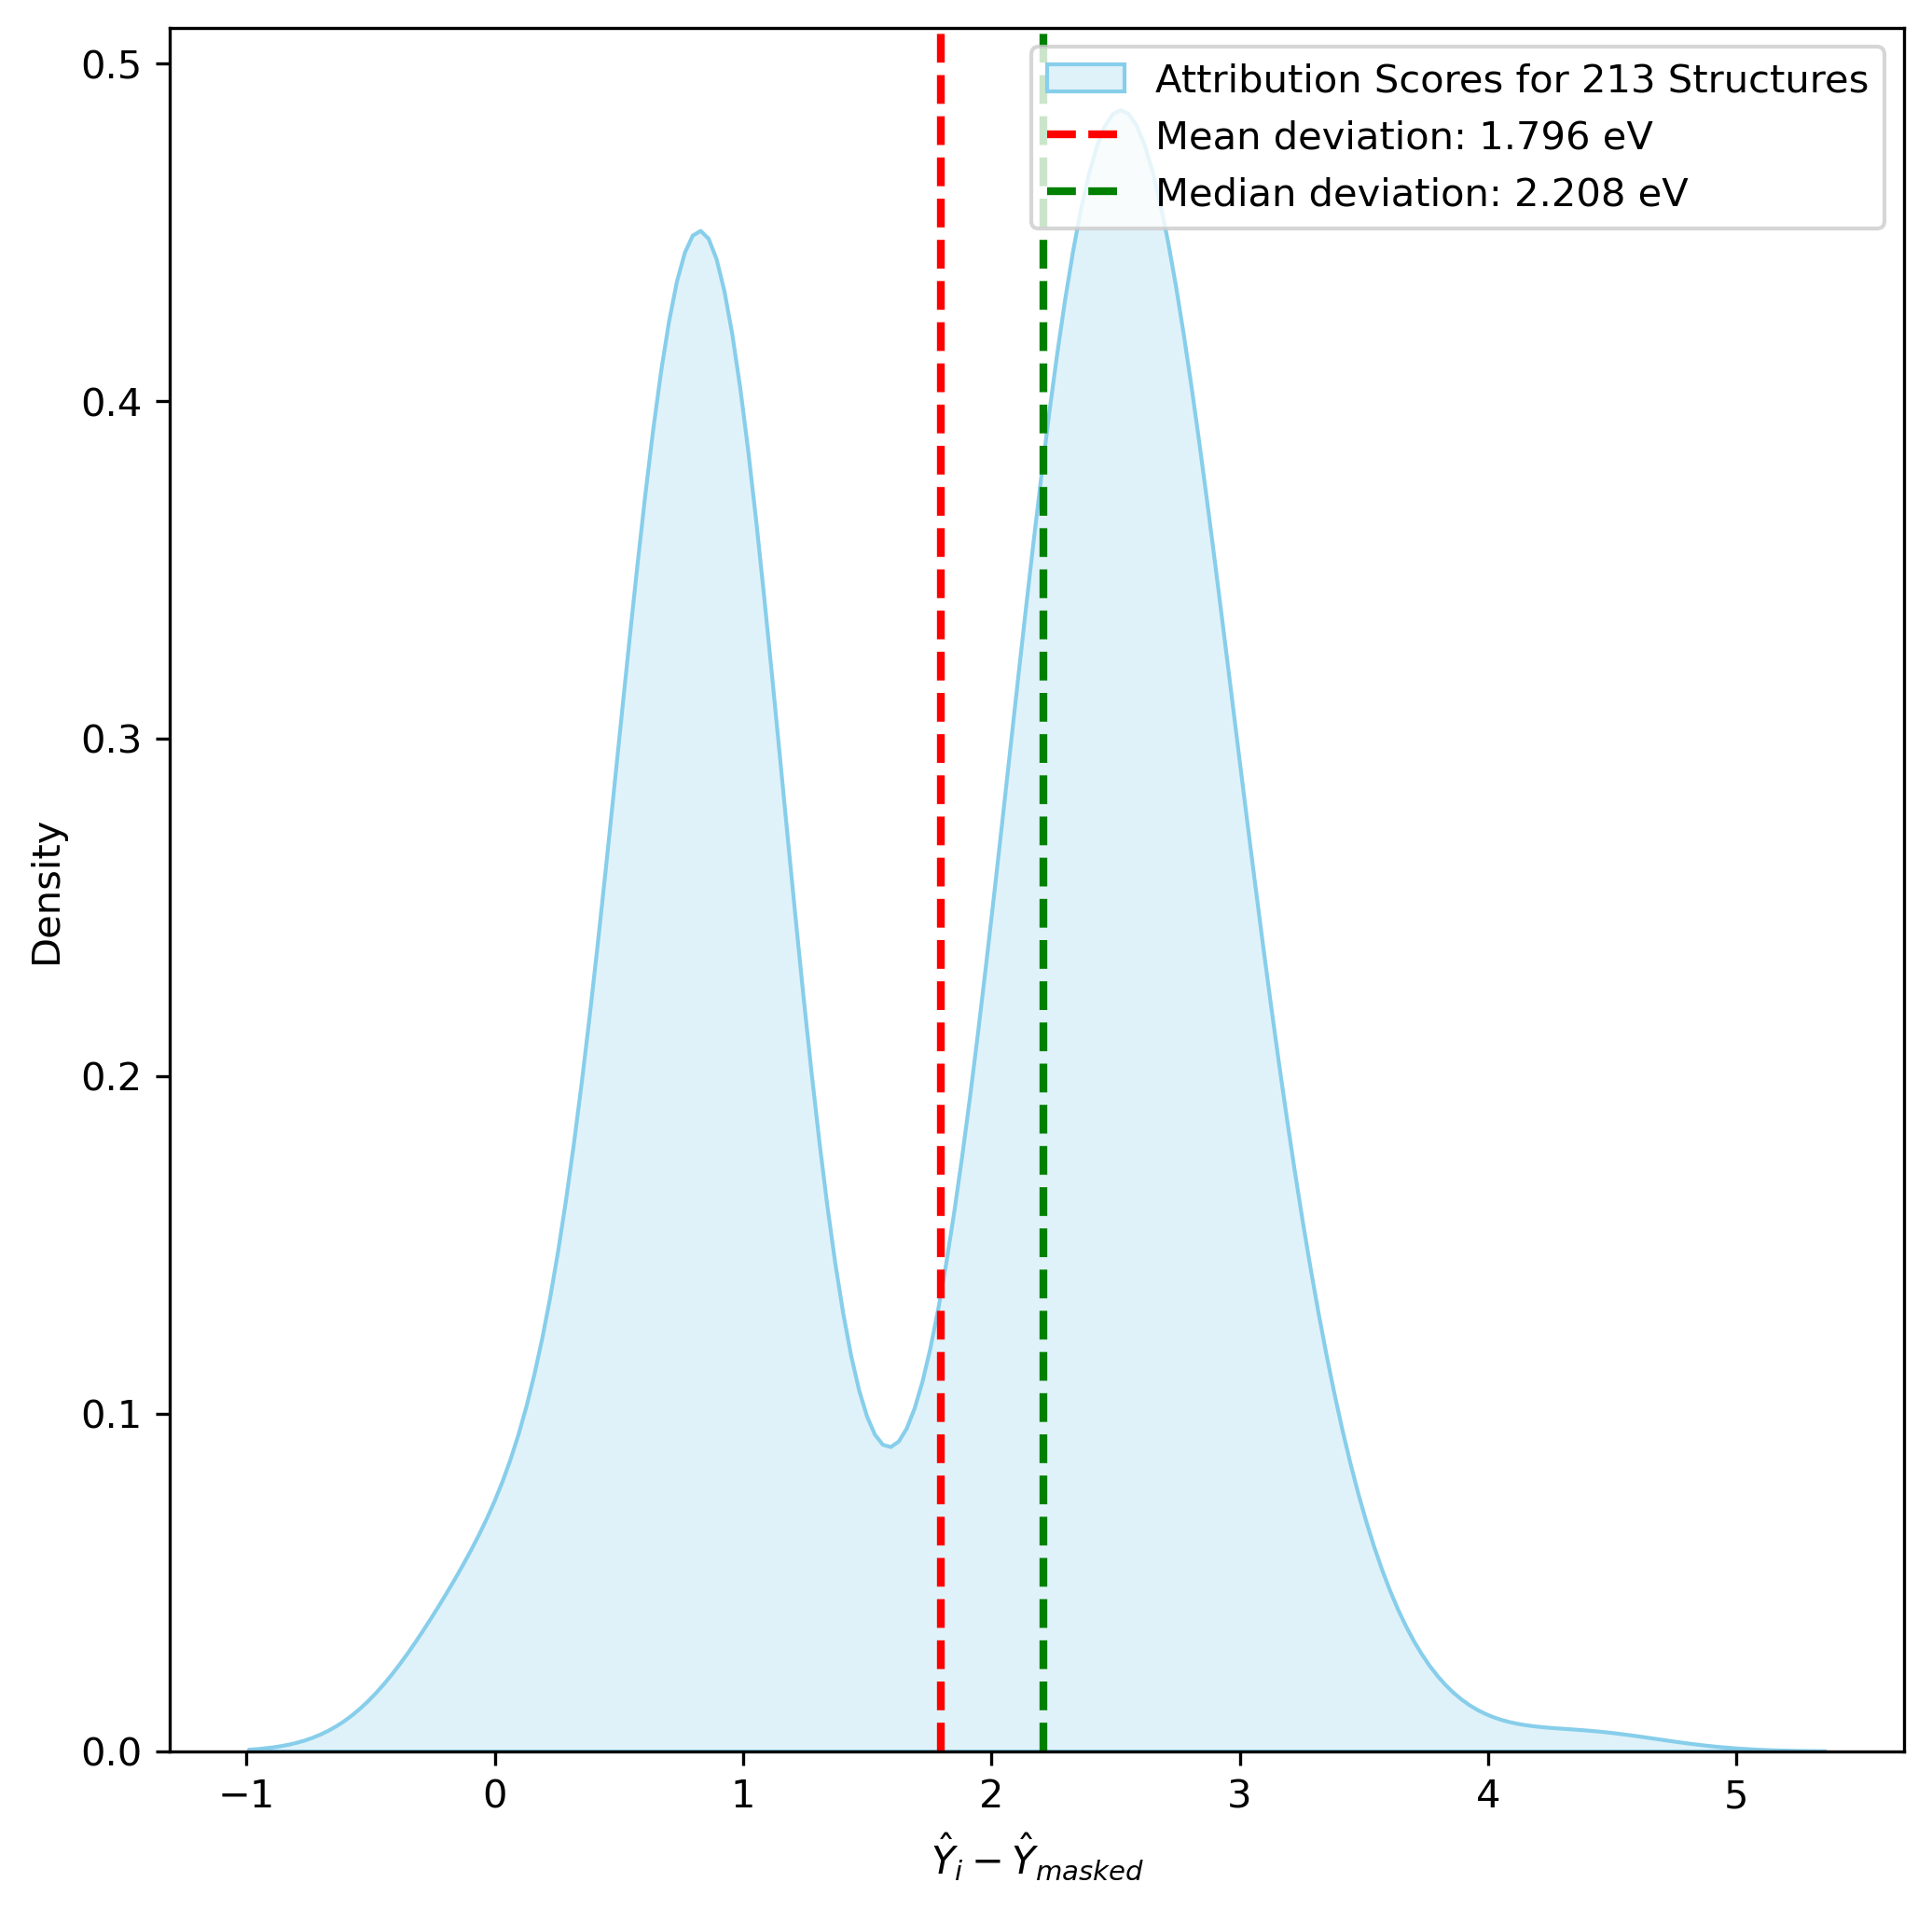 Attribution Scores for 213 Structures
Mean deviation: 1.796 eV
Median deviation: 2.208 eV
0.5
0.4
0.3
0.2
0.1
0.0
Density
−1 0 1 2 3 4 5
Ŷi − Ŷmasked